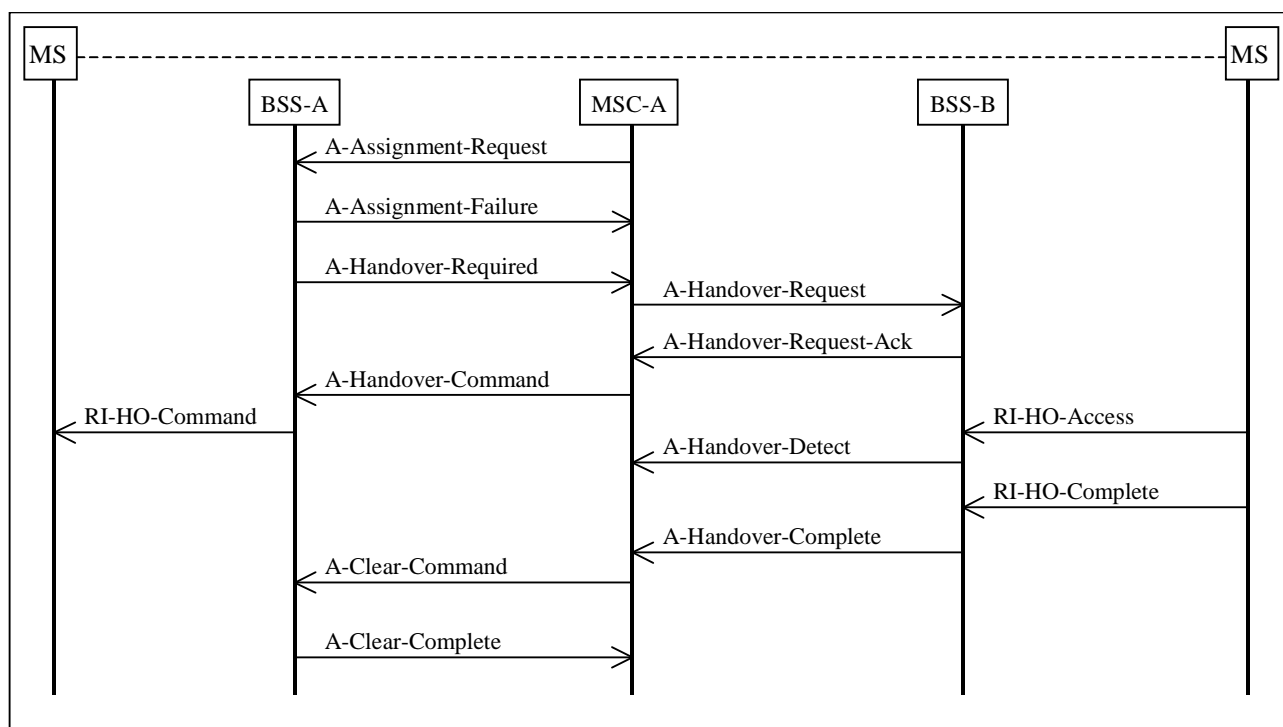 MS
MS
BSS-A
MSC-A
BSS-B
A-Assignment-Request
A-Assignment-Failure
A-Handover-Required
A-Handover-Request
A-Handover-Request-Ack
A-Handover-Command
RI-HO-Command
RI-HO-Access
A-Handover-Detect
RI-HO-Complete
A-Handover-Complete
A-Clear-Command
A-Clear-Complete